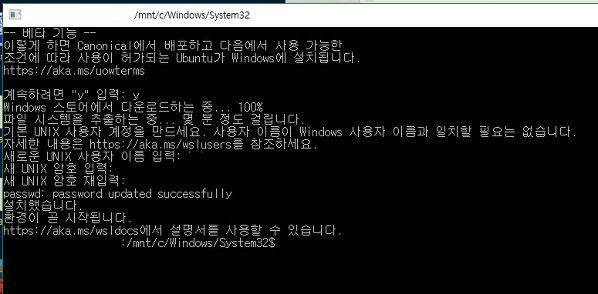 /mnt/c/Windows/System32
-- 베타 기능 --
이렇게 하면 Canonical에서 배포하고 다음에서 사용 가능한
조건에 따라 사용이 허가되는 Ubuntu가 Windows에 설치됩니다.
https://aka.ms/uowterms
계속하려면 "y" 입력: y
Windows 스토어에서 다운로드하는 중... 100%
파일 시스템을 추출하는 중... 몇 분 정도 걸립니다.
기본 UNIX 사용자 계정을 만드세요. 사용자 이름이 Windows 사용자 이름과 일치할 필요는 없습니다.
자세한 내용은 https://aka.ms/wslusers를 참조하세요.
새로운 UNIX 사용자 이름 입력:
새 UNIX 암호 입력:
새 UNIX 암호 재입력:
passwd: password updated successfully
설치했습니다.
환경이 곧 시작됩니다.
https://aka.ms/wsldocs에서 설명서를 사용할 수 있습니다.
:/mnt/c/Windows/System32$